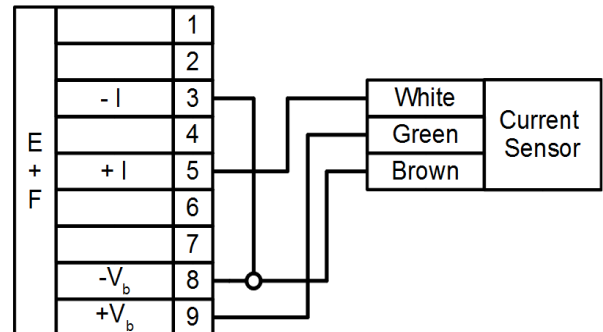 E
+
F
1
2
- I 3
4
+ I 5
6
7
-Vb 8
+Vb 9
White
Green
Brown
Current
Sensor